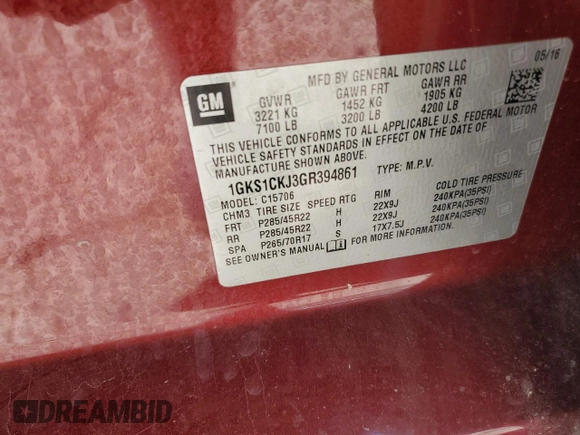 MFD BY GENERAL MOTORS LLC
05/16
GM
GVWR GAWR FRT GAWR RR
3221 KG 1452 KG 1905 KG
7100 LB 3200 LB 4200 LB
THIS VEHICLE CONFORMS TO ALL APPLICABLE U.S. FEDERAL MOTOR
VEHICLE SAFETY STANDARDS IN EFFECT ON THE DATE OF
MANUFACTURE SHOWN ABOVE.
1GKS1CKJ3GR394861 TYPE: M.P.V.
MODEL: C15706
CHM3 TIRE SIZE SPEED RTG RIM COLD TIRE PRESSURE
FRT P285/45R22 H 22X9J 240KPA(35PSI)
RR P285/45R22 H 22X9J 240KPA(35PSI)
SPA P265/70R17 S 17X7.5J 240KPA(35PSI)
SEE OWNER'S MANUAL FOR MORE INFORMATION.
DREAMBID